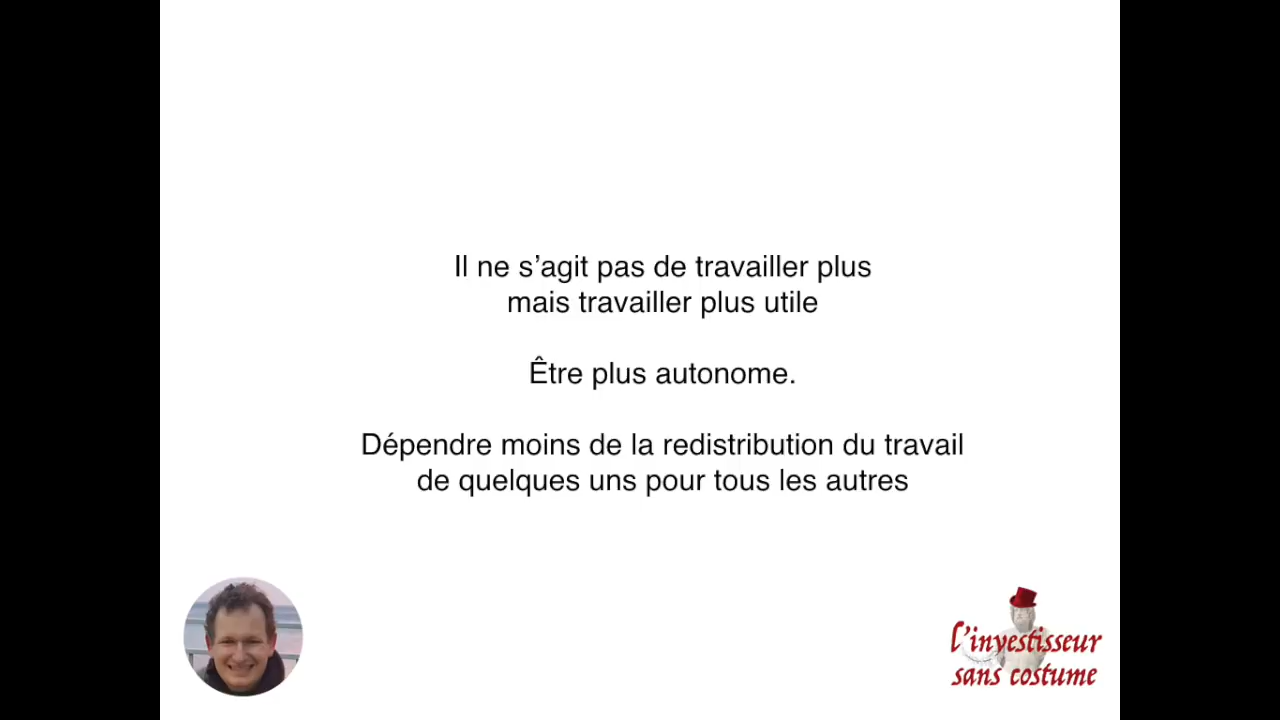 Il ne s’agit pas de travailler plus
mais travailler plus utile
Être plus autonome.
Dépendre moins de la redistribution du travail
de quelques uns pour tous les autres
l'investisseur
sans costume